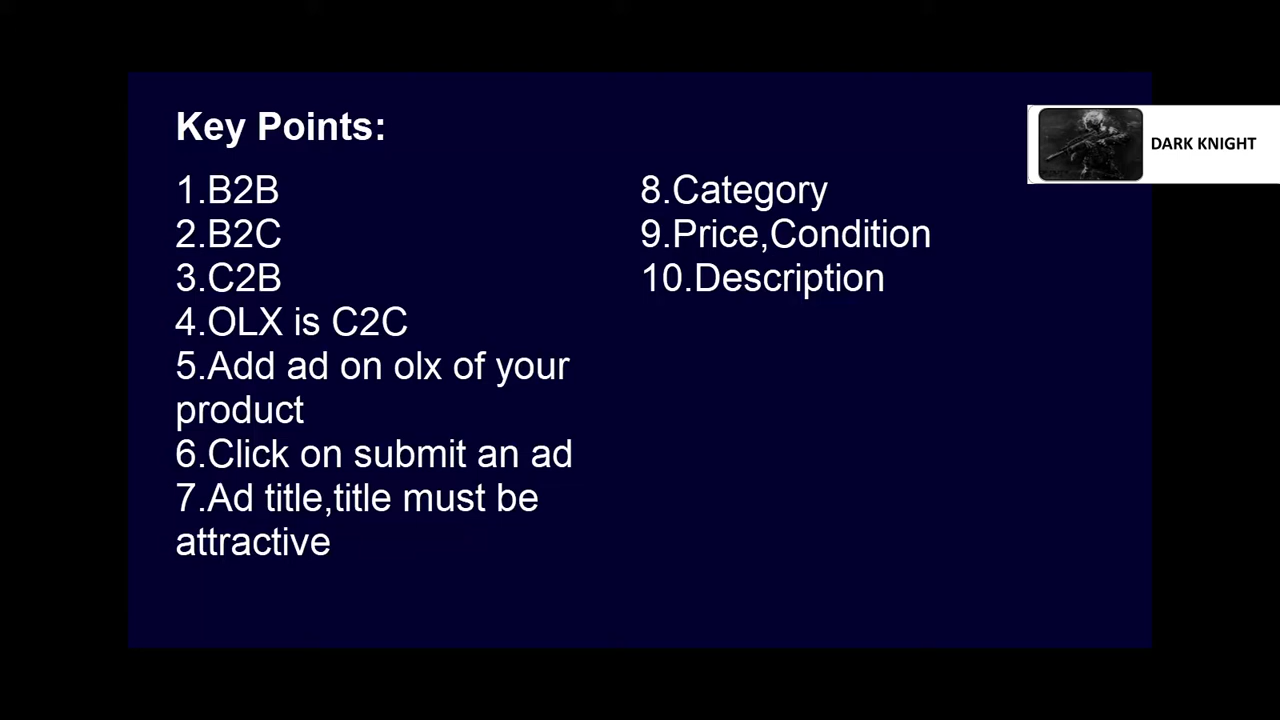 Key Points:
1.B2B
2.B2C
3.C2B
4.OLX is C2C
5.Add ad on olx of your
product
6.Click on submit an ad
7.Ad title,title must be
attractive
8.Category
9.Price,Condition
10.Description
DARK KNIGHT